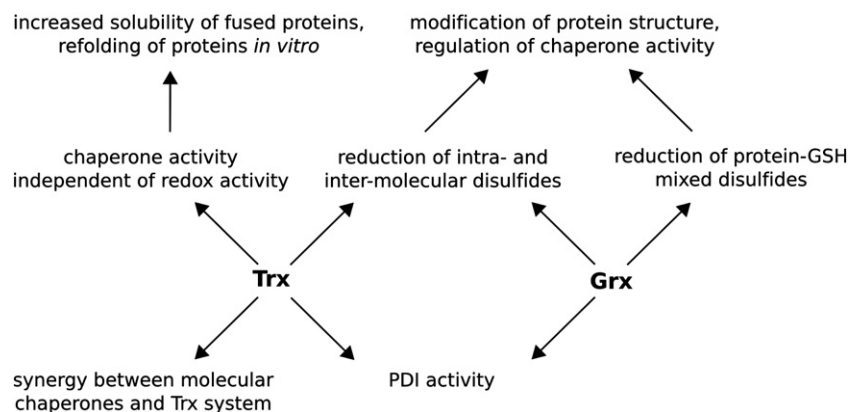 increased solubility of fused proteins,
refolding of proteins in vitro
modification of protein structure,
regulation of chaperone activity
chaperone activity
independent of redox activity
reduction of intra- and
inter-molecular disulfides
reduction of protein-GSH
mixed disulfides
Trx
Grx
synergy between molecular
chaperones and Trx system
PDI activity